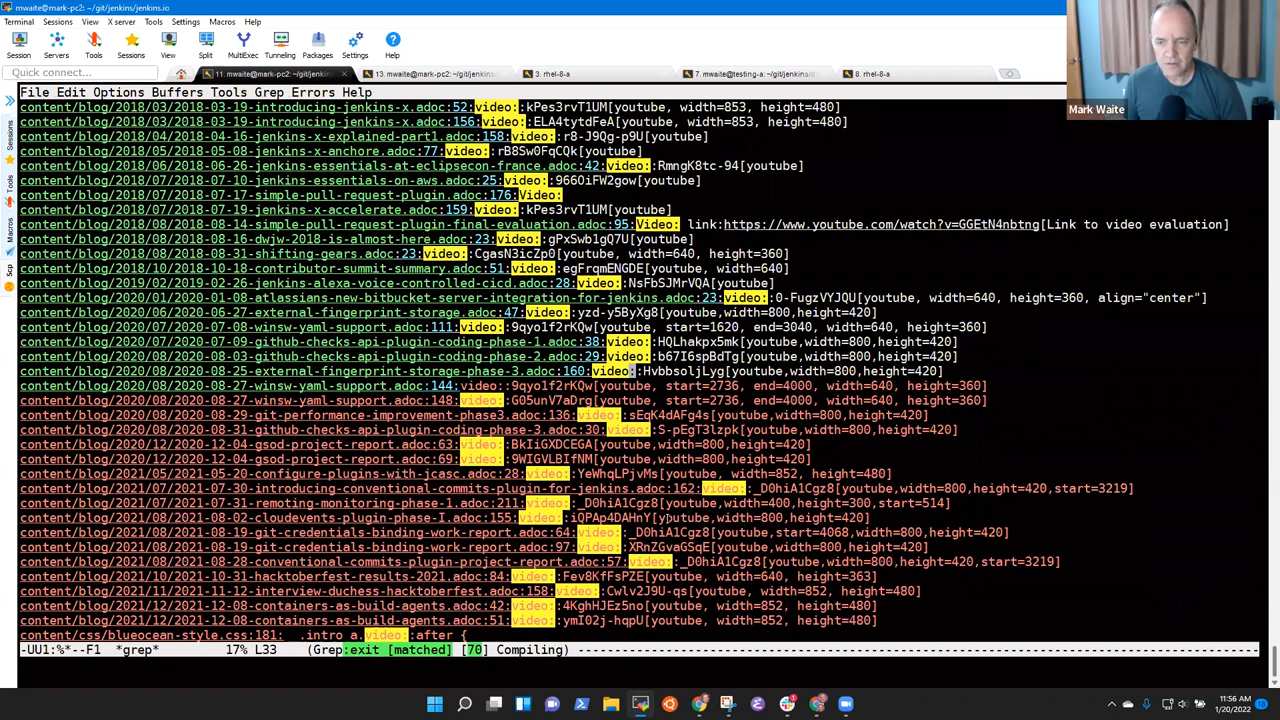 mwaite@mark-pc2: ~/git/jenkins/jenkins.io
Terminal Sessions View X server Tools Settings Macros Help
Session Servers Tools Sessions View Split MultiExec Tunneling Packages Settings Help
Quick connect...
11. mwaite@mark-pc2: ~/git/jenkin
13. mwaite@mark-pc2: ~/git/jenkins
3. rhel-8-a
7. mwaite@testing-a: ~/git/jenkins/d
8. rhel-8-a
Mark Waite
Sessions
Tools
Macros
Scp
File Edit Options Buffers Tools Grep Errors Help
content/blog/2018/03/2018-03-19-introducing-jenkins-x.adoc:52:video::kPes3rvT1UM[youtube, width=853, height=480]
content/blog/2018/03/2018-03-19-introducing-jenkins-x.adoc:156:video::ELA4tytdFeA[youtube, width=853, height=480]
content/blog/2018/04/2018-04-16-jenkins-x-explained-part1.adoc:158:video::r8-J9Qg-p9U[youtube]
content/blog/2018/05/2018-05-08-jenkins-x-anchore.adoc:77:video::rB8Sw0FqCQk[youtube]
content/blog/2018/06/2018-06-26-jenkins-essentials-at-eclipsecon-france.adoc:42:video::RmngK8tc-94[youtube]
content/blog/2018/07/2018-07-10-jenkins-essentials-on-aws.adoc:25:video::966OiFW2gow[youtube]
content/blog/2018/07/2018-07-17-simple-pull-request-plugin.adoc:176:Video:
content/blog/2018/07/2018-07-19-jenkins-x-accelerate.adoc:159:video::kPes3rvT1UM[youtube]
content/blog/2018/08/2018-08-14-simple-pull-request-plugin-final-evaluation.adoc:95:Video: link:https://www.youtube.com/watch?v=GGEtN4nbtng[Link to video evaluation]
content/blog/2018/08/2018-08-16-dwjw-2018-is-almost-here.adoc:23:video::gPxSwb1gQ7U[youtube]
content/blog/2018/08/2018-08-31-shifting-gears.adoc:23:video::CgasN3icZp0[youtube, width=640, height=360]
content/blog/2018/10/2018-10-18-contributor-summit-summary.adoc:51:video::egFrqmENGDE[youtube, width=640]
content/blog/2019/02/2019-02-26-jenkins-alexa-voice-controlled-cicd.adoc:28:video::NsFbSJMrVQA[youtube]
content/blog/2020/01/2020-01-08-atlassians-new-bitbucket-server-integration-for-jenkins.adoc:23:video::0-FugzVYJQU[youtube, width=640, height=360, align="center"]
content/blog/2020/06/2020-06-27-external-fingerprint-storage.adoc:47:video::yzd-y5ByXg8[youtube,width=800,height=420]
content/blog/2020/07/2020-07-08-winsw-yaml-support.adoc:111:video::9qyo1f2rKQw[youtube, start=1620, end=3040, width=640, height=360]
content/blog/2020/07/2020-07-09-github-checks-api-plugin-coding-phase-1.adoc:38:video::HQLhakpx5mk[youtube,width=800,height=420]
content/blog/2020/08/2020-08-03-github-checks-api-plugin-coding-phase-2.adoc:29:video::b67I6spBdTg[youtube,width=800,height=420]
content/blog/2020/08/2020-08-25-external-fingerprint-storage-phase-3.adoc:160:video::HvbbsoljLyg[youtube,width=800,height=420]
content/blog/2020/08/2020-08-27-winsw-yaml-support.adoc:144:video::9qyo1f2rKQw[youtube, start=2736, end=4000, width=640, height=360]
content/blog/2020/08/2020-08-27-winsw-yaml-support.adoc:148:video::G05unV7aDrg[youtube, start=2736, end=4000, width=640, height=360]
content/blog/2020/08/2020-08-29-git-performance-improvement-phase3.adoc:136:video::sEqK4dAFg4s[youtube,width=800,height=420]
content/blog/2020/08/2020-08-31-github-checks-api-plugin-coding-phase-3.adoc:30:video::S-pEgT3lzpk[youtube,width=800,height=420]
content/blog/2020/12/2020-12-04-gsod-project-report.adoc:63:video::BkIiGXDCEGA[youtube,width=800,height=420]
content/blog/2020/12/2020-12-04-gsod-project-report.adoc:69:video::9WIGVLBIfNM[youtube,width=800,height=420]
content/blog/2021/05/2021-05-20-configure-plugins-with-jcasc.adoc:28:video::YeWhqLPjvMs[youtube, width=852, height=480]
content/blog/2021/07/2021-07-30-introducing-conventional-commits-plugin-for-jenkins.adoc:162:video::_D0hiA1Cgz8[youtube,width=800,height=420,start=3219]
content/blog/2021/07/2021-07-31-remoting-monitoring-phase-1.adoc:211:video::_D0hiA1Cgz8[youtube,width=400,height=300,start=514]
content/blog/2021/08/2021-08-02-cloudevents-plugin-phase-I.adoc:155:video::iQPAp4DAHnY[youtube,width=800,height=420]
content/blog/2021/08/2021-08-19-git-credentials-binding-work-report.adoc:64:video::_D0hiA1Cgz8[youtube,start=4068,width=800,height=420]
content/blog/2021/08/2021-08-19-git-credentials-binding-work-report.adoc:97:video::XRnZGvaGSqE[youtube,width=800,height=420]
content/blog/2021/08/2021-08-28-conventional-commits-plugin-project-report.adoc:57:video::_D0hiA1Cgz8[youtube,width=800,height=420,start=3219]
content/blog/2021/10/2021-10-31-hacktoberfest-results-2021.adoc:84:video::Fev8KfFsPZE[youtube,width=640, height=363]
content/blog/2021/11/2021-11-12-interview-duchess-hacktoberfest.adoc:158:video::Cwlv2J9U-qs[youtube, width=852, height=480]
content/blog/2021/12/2021-12-08-containers-as-build-agents.adoc:42:video::4KghHJEz5no[youtube, width=852, height=480]
content/blog/2021/12/2021-12-08-containers-as-build-agents.adoc:51:video::ymI02j-hqpU[youtube, width=852, height=480]
content/css/blueocean-style.css:181: .intro a.video::after {
-UU1:%*--F1 *grep* 17% L33 (Grep:exit [matched] [70] Compiling)
11:56 AM
1/20/2022